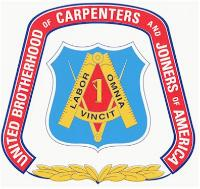 UNITED BROTHERHOOD OF CARPENTERS AND JOINERS OF AMERICA
LABOR OMNIA
VINCIT
1